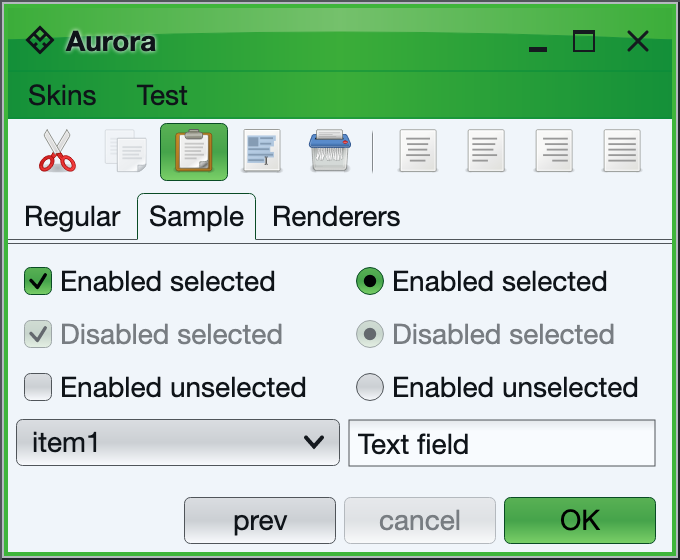 Aurora
Skins Test
Regular Sample Renderers
Enabled selected Enabled selected
Disabled selected Disabled selected
Enabled unselected Enabled unselected
item1 Text field
prev cancel OK